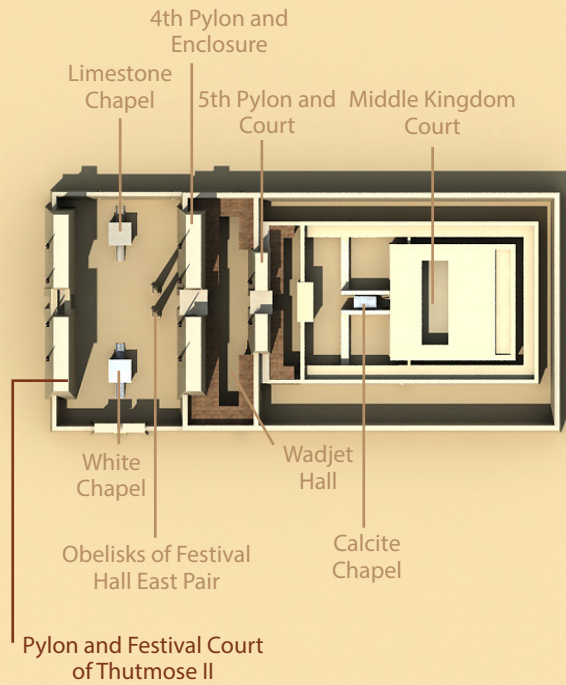 4th Pylon and
Enclosure
Limestone
Chapel
5th Pylon and
Court
Middle Kingdom
Court
White
Chapel
Wadjet
Hall
Obelisks of Festival
Hall East Pair
Calcite
Chapel
Pylon and Festival Court
of Thutmose II